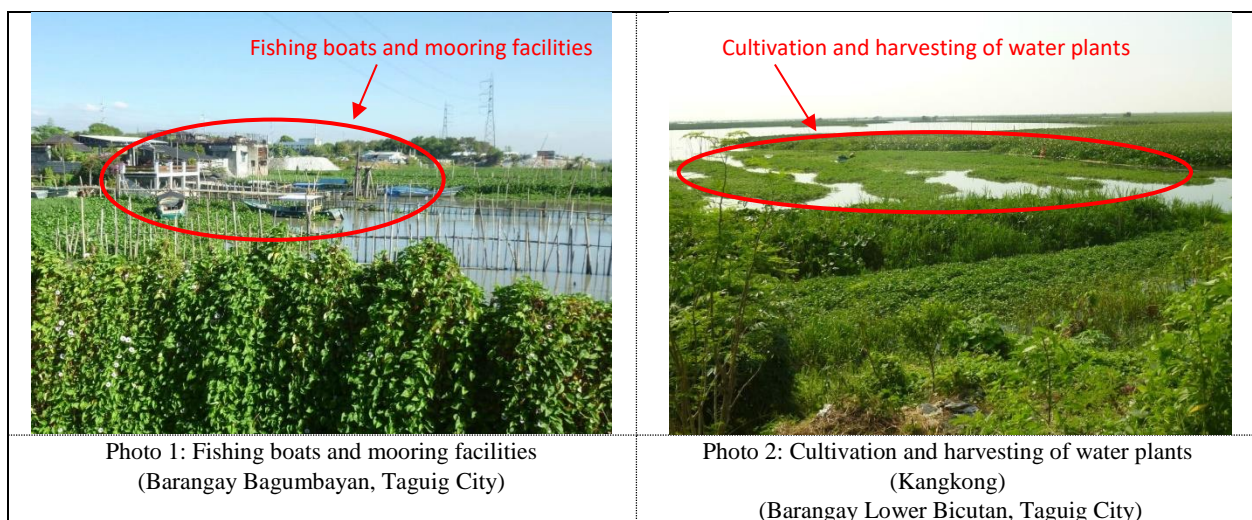 Fishing boats and mooring facilities
Cultivation and harvesting of water plants
Photo 1: Fishing boats and mooring facilities
(Barangay Bagumbayan, Taguig City)
Photo 2: Cultivation and harvesting of water plants
(Kangkong)
(Barangay Lower Bicutan, Taguig City)